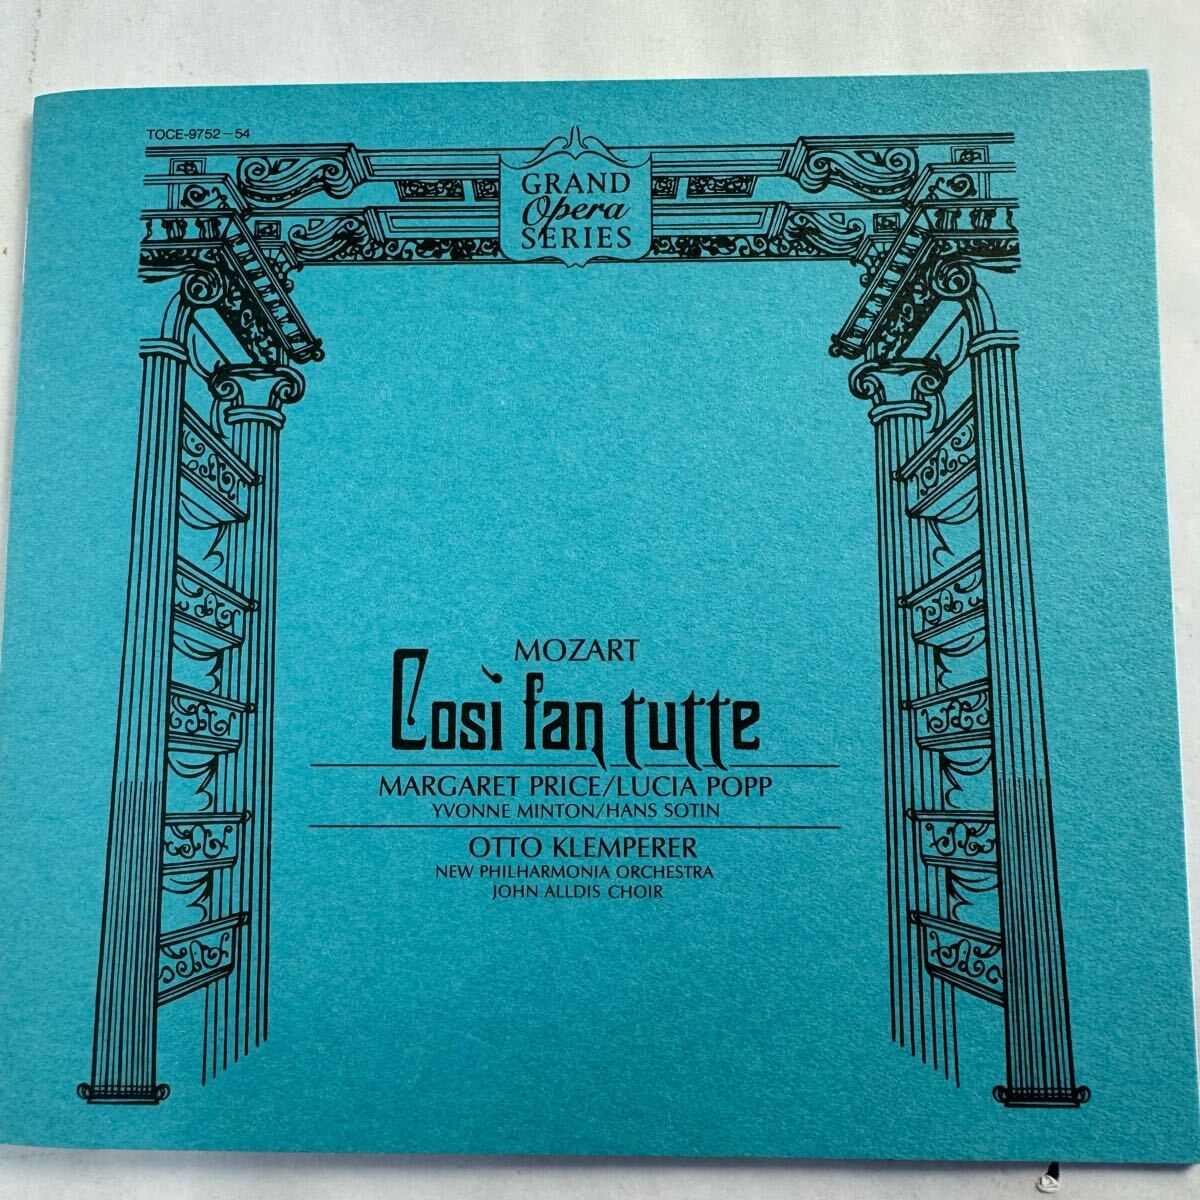 TOCE-9752~54
GRAND
Opera
SERIES
MOZART
Così fan tutte
MARGARET PRICE/LUCIA POPP
YVONNE MINTON/HANS SOTIN
OTTO KLEMPERER
NEW PHILHARMONIA ORCHESTRA
JOHN ALLDIS CHOIR